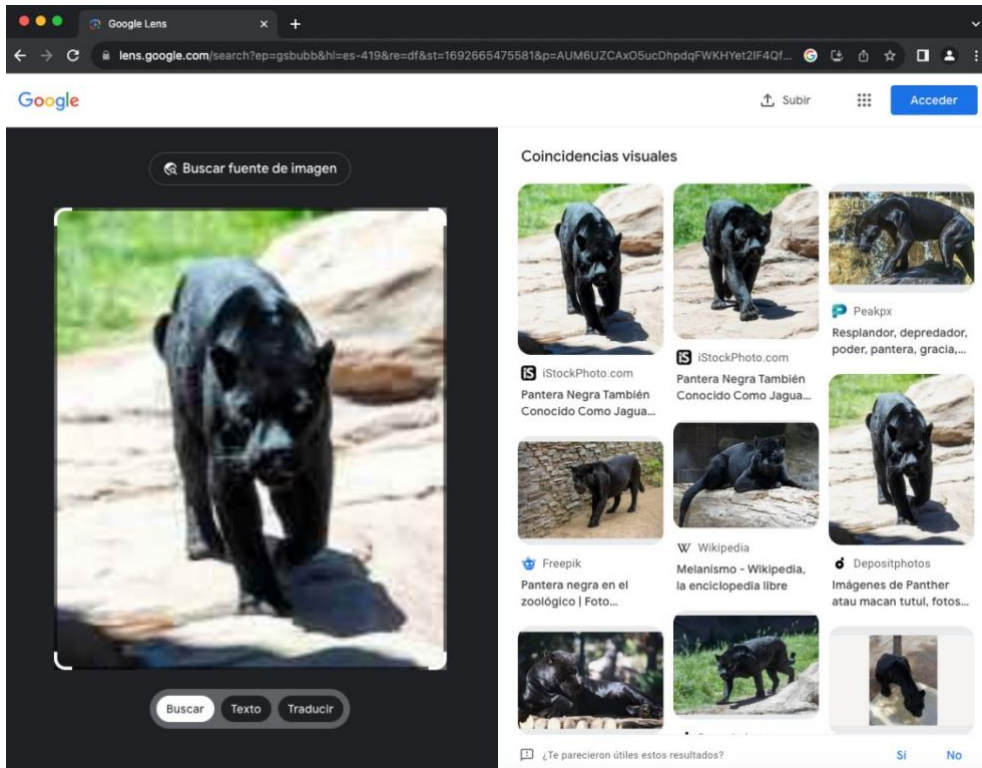 Google Lens
lens.google.com/search?ep=gsbubb&hl=es-419&re=df&st=1692665475581&p=AUM6UZCAxO5ucDhpdqFWKHYet2IF4Qf...
Google
Subir
Acceder
Buscar fuente de imagen
Buscar
Texto
Traducir
Coincidencias visuales
iStockPhoto.com
Pantera Negra También
Conocido Como Jagua...
Freepik
Pantera negra en el
zoológico | Foto...
iStockPhoto.com
Pantera Negra También
Conocido Como Jagua...
W Wikipedia
Melanismo - Wikipedia,
la enciclopedia libre
Peakpx
Resplandor, depredador,
poder, pantera, gracia,...
Depositphotos
Imágenes de Panther
atau macan tutul, fotos...
¿Te parecieron útiles estos resultados?
Sí
No